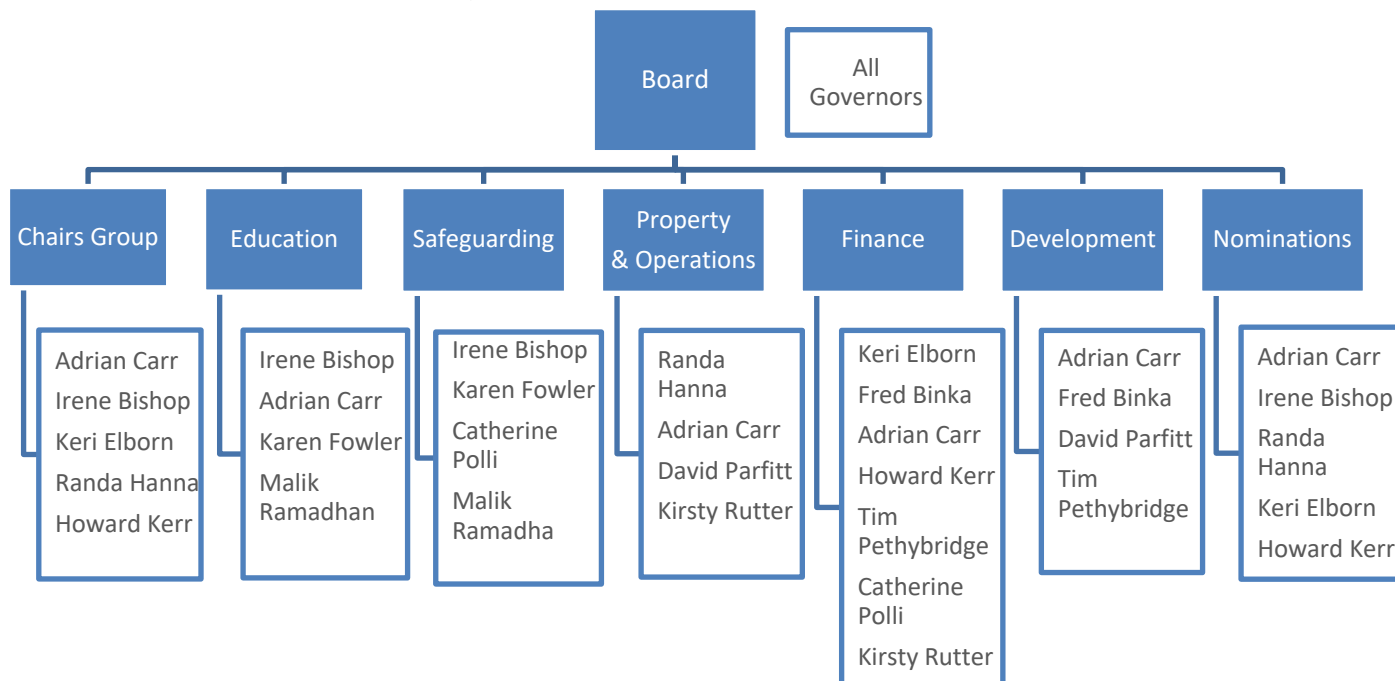 Board
All
Governors
Chairs Group
Education
Safeguarding
Property
& Operations
Finance
Development
Nominations
Adrian Carr
Irene Bishop
Keri Elborn
Randa Hanna
Howard Kerr
Irene Bishop
Adrian Carr
Karen Fowler
Malik
Ramadhan
Irene Bishop
Karen Fowler
Catherine
Polli
Malik
Ramadha
Randa
Hanna
Adrian Carr
David Parfitt
Kirsty Rutter
Keri Elborn
Fred Binka
Adrian Carr
Howard Kerr
Tim
Pethybridge
Catherine
Polli
Kirsty Rutter
Adrian Carr
Fred Binka
David Parfitt
Tim
Pethybridge
Adrian Carr
Irene Bishop
Randa
Hanna
Keri Elborn
Howard Kerr